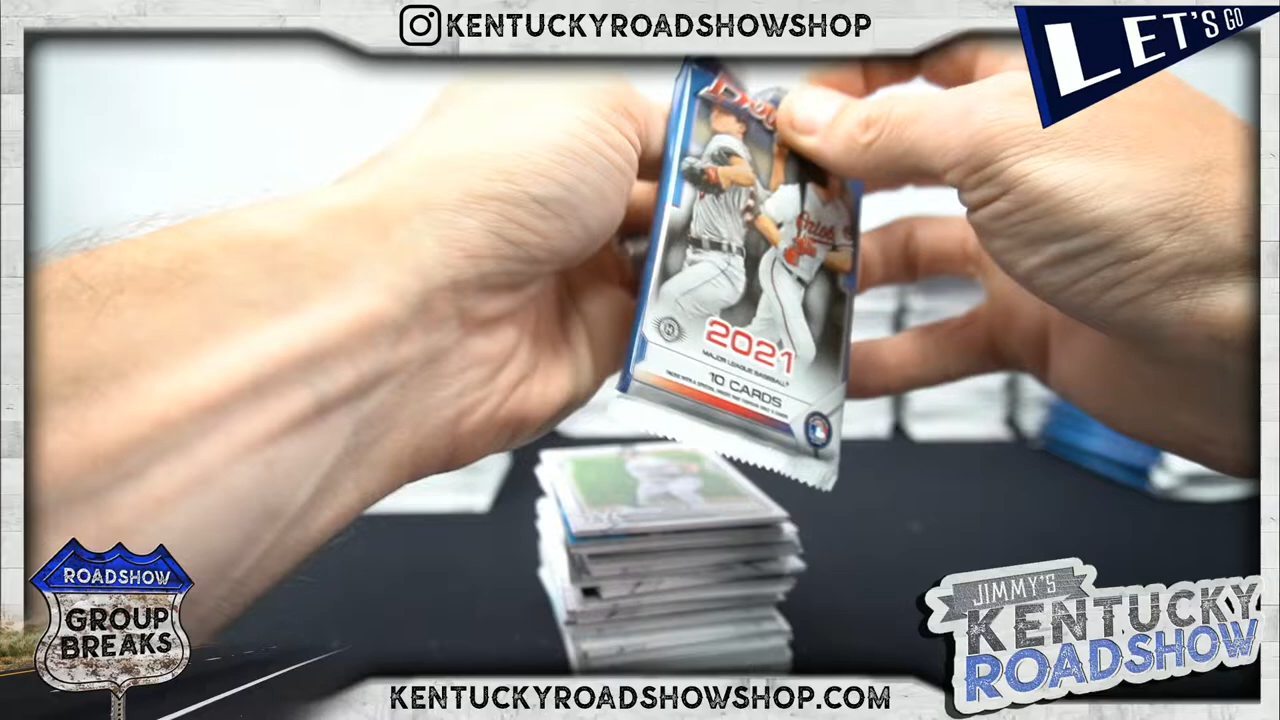 KENTUCKYROADSHOWSHOP
LET'S GO
2021
MAJOR LEAGUE BASEBALL
10 CARDS
ROADSHOW
GROUP
BREAKS
JIMMY'S
KENTUCKY
ROADSHOW
KENTUCKYROADSHOWSHOP.COM